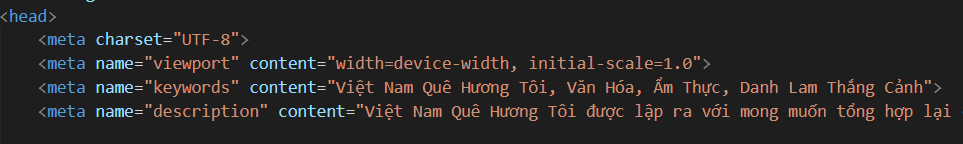 <head>
<meta charset="UTF-8">
<meta name="viewport" content="width=device-width, initial-scale=1.0">
<meta name="keywords" content="Việt Nam Quê Hương Tôi, Văn Hóa, Ẩm Thực, Danh Lam Thắng Cảnh">
<meta name="description" content="Việt Nam Quê Hương Tôi được lập ra với mong muốn tổng hợp lại